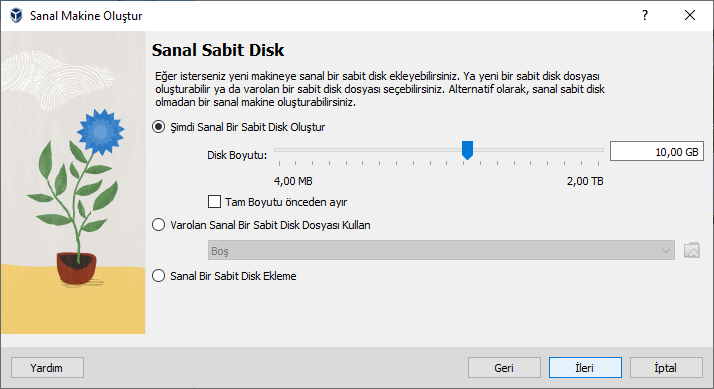 Sanal Makine Oluştur
Sanal Sabit Disk
Eğer isterseniz yeni makineye sanal bir sabit disk ekleyebilirsiniz. Ya yeni bir sabit disk dosyası
oluşturabilir ya da varolan bir sabit disk dosyası seçebilirsiniz. Alternatif olarak, sanal sabit disk
olmadan bir sanal makine oluşturabilirsiniz.
Şimdi Sanal Bir Sabit Disk Oluştur
Disk Boyutu: 10,00 GB
4,00 MB 2,00 TB
Tam Boyutu önceden ayır
Varolan Sanal Bir Sabit Disk Dosyası Kullan
Boş
Sanal Bir Sabit Disk Ekleme
Yardım Geri İleri İptal